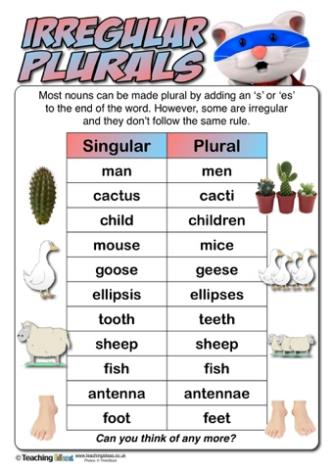 IRREGULAR
PLURALS
Most nouns can be made plural by adding an 's' or 'es'
to the end of the word. However, some are irregular
and they don't follow the same rule.
Singular Plural
man men
cactus cacti
child children
mouse mice
goose geese
ellipsis ellipses
tooth teeth
sheep sheep
fish fish
antenna antennae
foot feet
Can you think of any more?
© Teaching Ideas www.teachingideas.co.uk